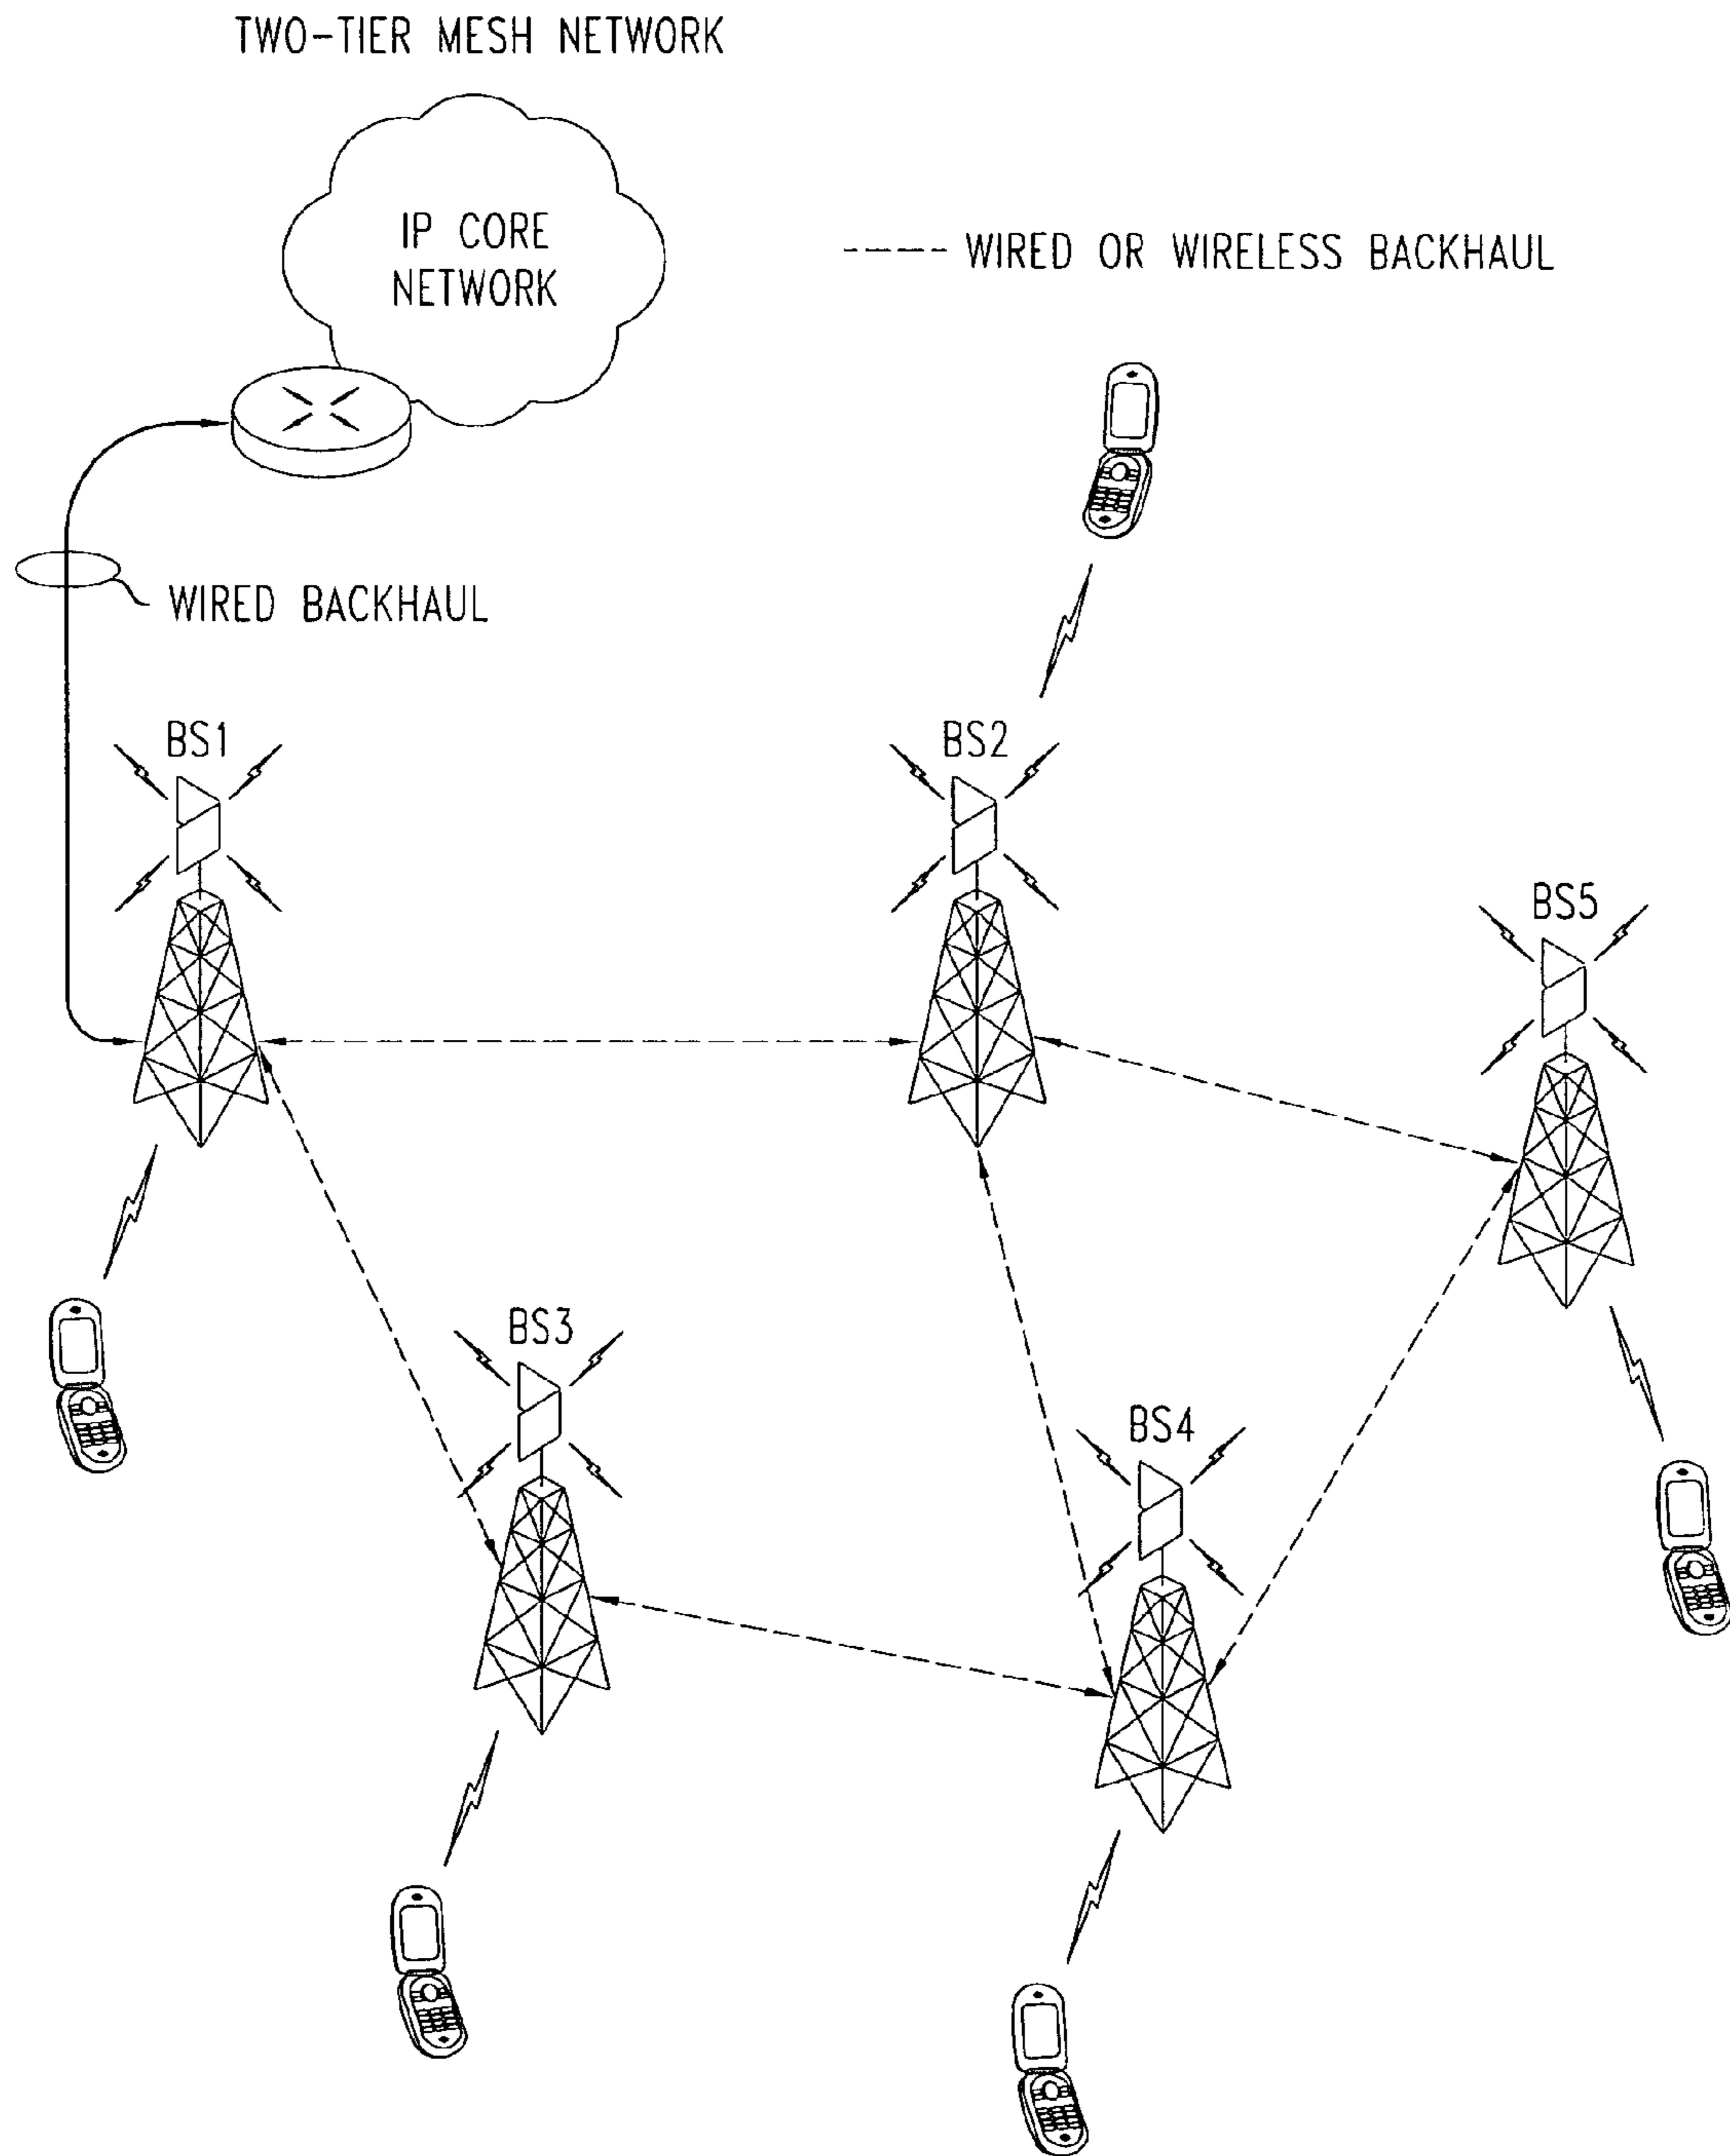 TWO-TIER MESH NETWORK
IP CORE
NETWORK
WIRED OR WIRELESS BACKHAUL
WIRED BACKHAUL
BS1
BS2
BS5
BS3
BS4